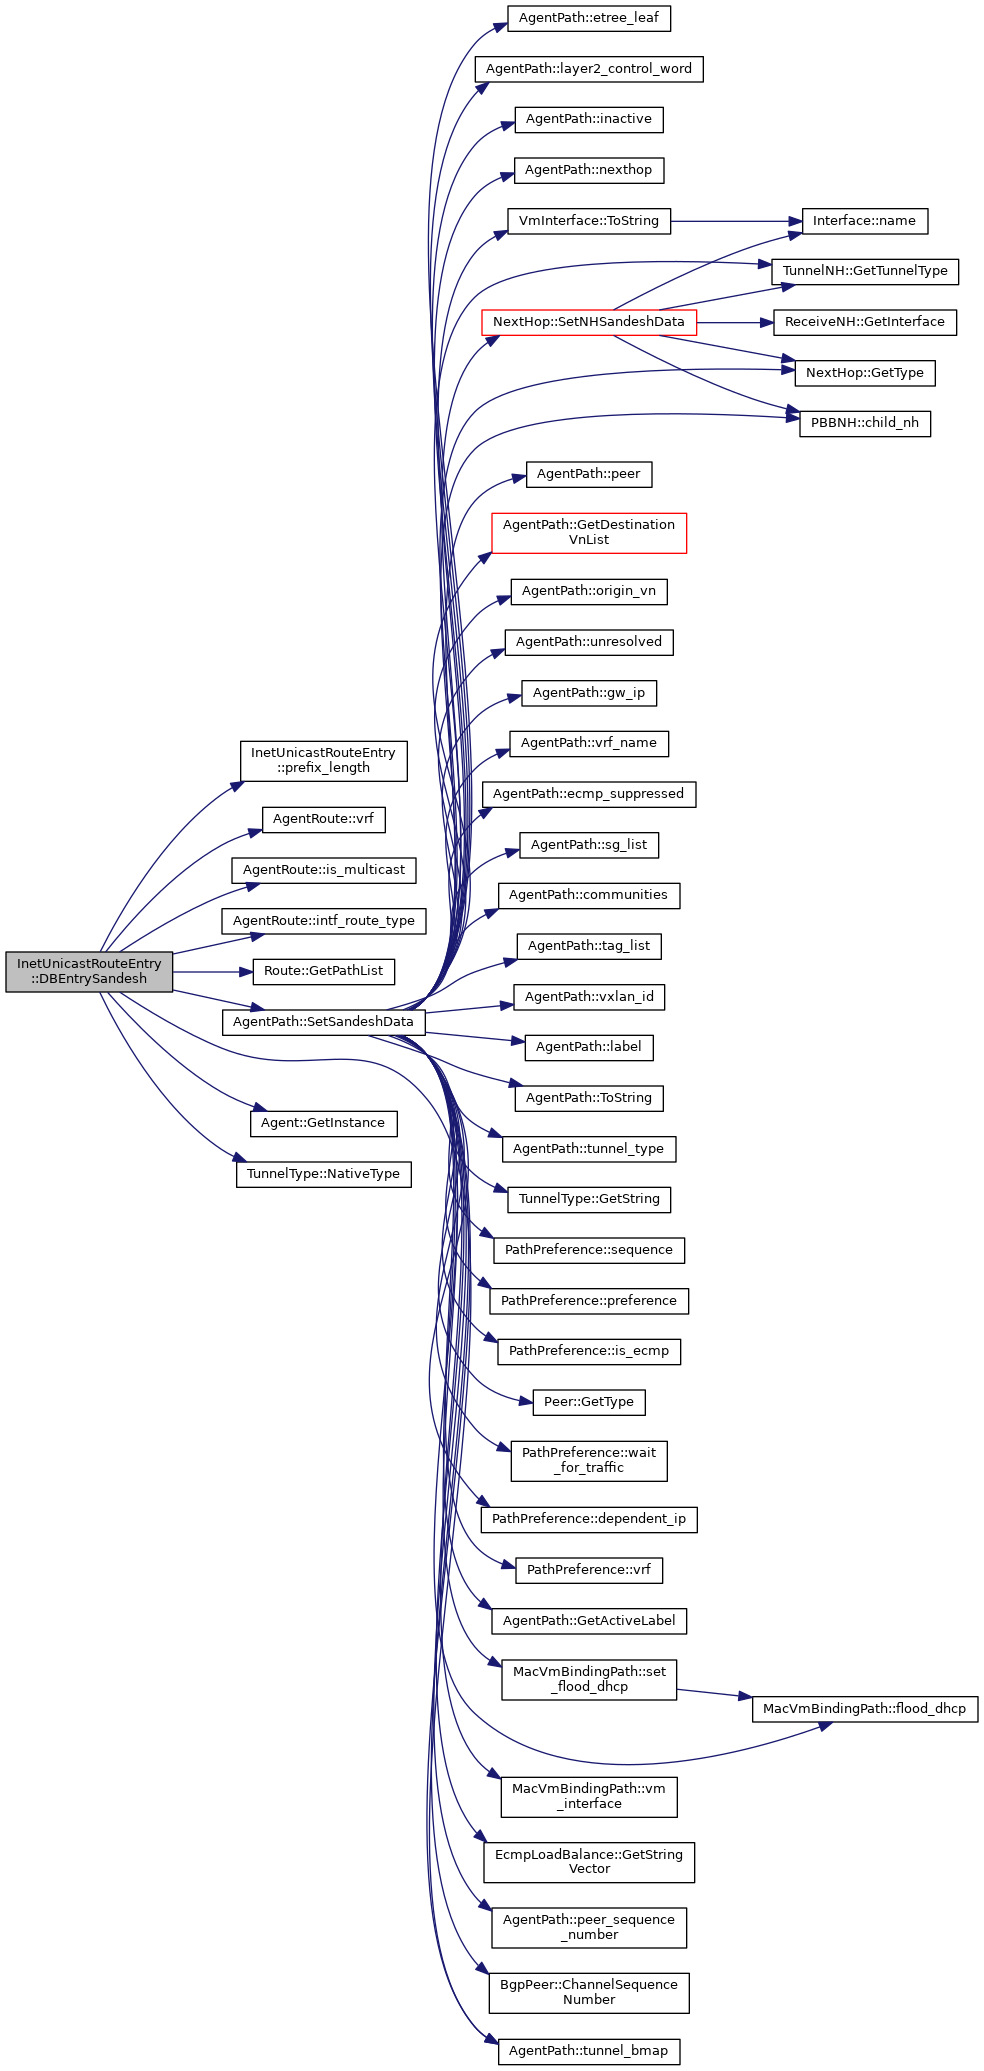 InetUnicastRouteEntry
::DBEntrySandesh
InetUnicastRouteEntry
::prefix_length
AgentRoute::vrf
AgentRoute::is_multicast
AgentRoute::intf_route_type
Route::GetPathList
AgentPath::SetSandeshData
Agent::GetInstance
TunnelType::NativeType
AgentPath::etree_leaf
AgentPath::layer2_control_word
AgentPath::inactive
AgentPath::nexthop
VmInterface::ToString
NextHop::SetNHSandeshData
AgentPath::peer
AgentPath::GetDestination
VnList
AgentPath::origin_vn
AgentPath::unresolved
AgentPath::gw_ip
AgentPath::vrf_name
AgentPath::ecmp_suppressed
AgentPath::sg_list
AgentPath::communities
AgentPath::tag_list
AgentPath::vxlan_id
AgentPath::label
AgentPath::ToString
AgentPath::tunnel_type
TunnelType::GetString
PathPreference::sequence
PathPreference::preference
PathPreference::is_ecmp
Peer::GetType
PathPreference::wait
_for_traffic
PathPreference::dependent_ip
PathPreference::vrf
AgentPath::GetActiveLabel
MacVmBindingPath::set
_flood_dhcp
MacVmBindingPath::vm
_interface
EcmpLoadBalance::GetString
Vector
AgentPath::peer_sequence
_number
BgpPeer::ChannelSequence
Number
AgentPath::tunnel_bmap
Interface::name
TunnelNH::GetTunnelType
ReceiveNH::GetInterface
NextHop::GetType
PBBNH::child_nh
MacVmBindingPath::flood_dhcp